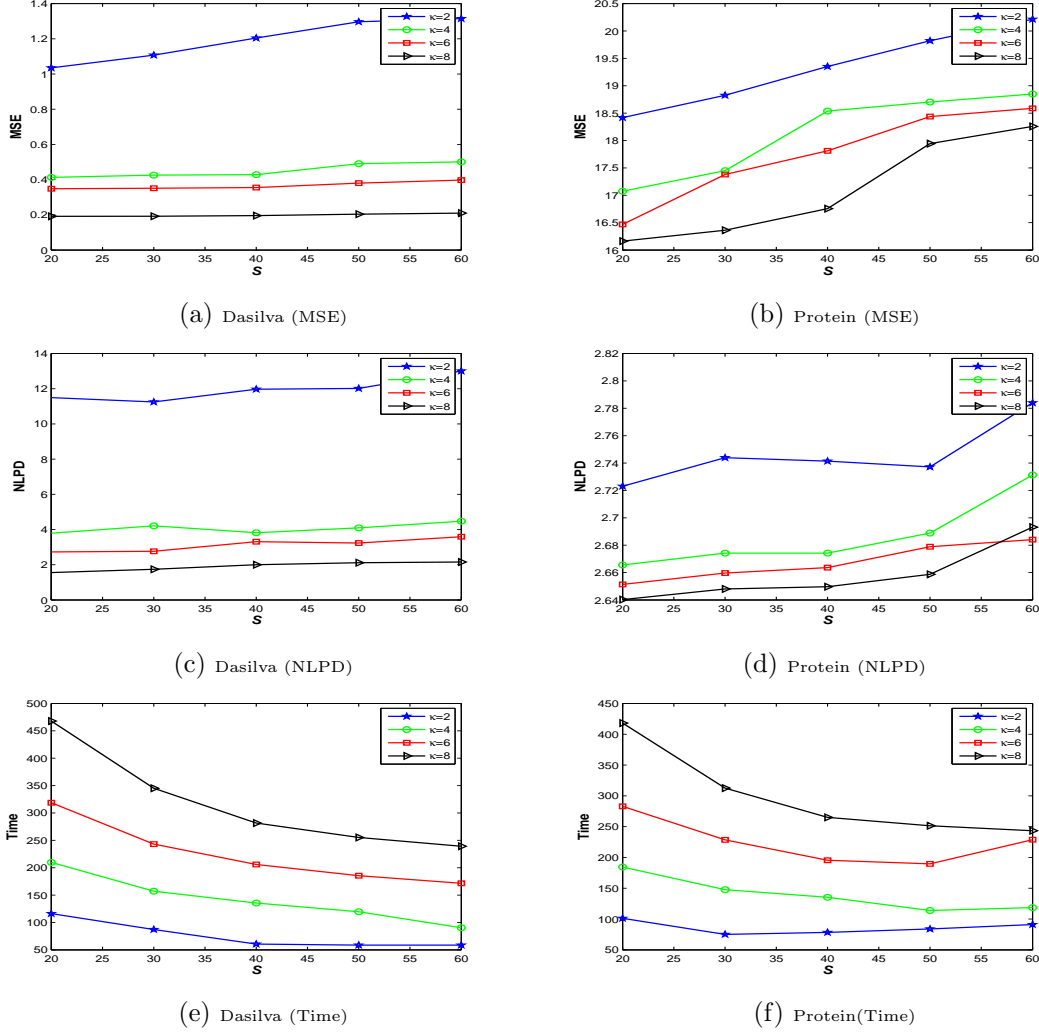 1.4
1.2
1
0.8
0.6
0.4
0.2
0
MSE
20 25 30 35 40 45 50 55 60
S
κ=2
κ=4
κ=6
κ=8
(a) Dasilva (MSE)
20.5
20
19.5
19
18.5
18
17.5
17
16.5
16
MSE
20 25 30 35 40 45 50 55 60
S
κ=2
κ=4
κ=6
κ=8
(b) Protein (MSE)
14
12
10
8
6
4
2
0
NLPD
20 25 30 35 40 45 50 55 60
S
κ=2
κ=4
κ=6
κ=8
(c) Dasilva (NLPD)
2.82
2.8
2.78
2.76
2.74
2.72
2.7
2.68
2.66
2.64
NLPD
20 25 30 35 40 45 50 55 60
S
κ=2
κ=4
κ=6
κ=8
(d) Protein (NLPD)
500
450
400
350
300
250
200
150
100
50
Time
20 25 30 35 40 45 50 55 60
S
κ=2
κ=4
κ=6
κ=8
(e) Dasilva (Time)
450
400
350
300
250
200
150
100
50
Time
20 25 30 35 40 45 50 55 60
S
κ=2
κ=4
κ=6
κ=8
(f) Protein(Time)